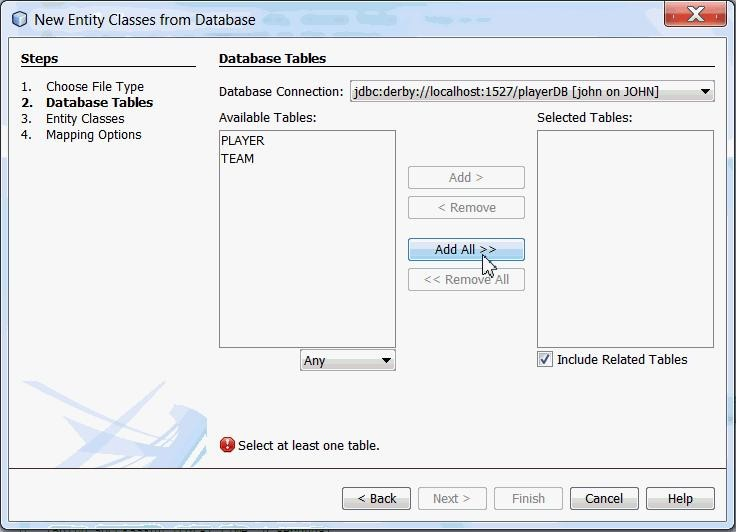 New Entity Classes from Database
Steps
1. Choose File Type
2. Database Tables
3. Entity Classes
4. Mapping Options
Database Tables
Database Connection: jdbc:derby://localhost:1527/playerDB [john on JOHN]
Available Tables:
PLAYER
TEAM
Any
Add >
< Remove
Add All >>
<< Remove All
Selected Tables:
Include Related Tables
Select at least one table.
< Back Next > Finish Cancel Help